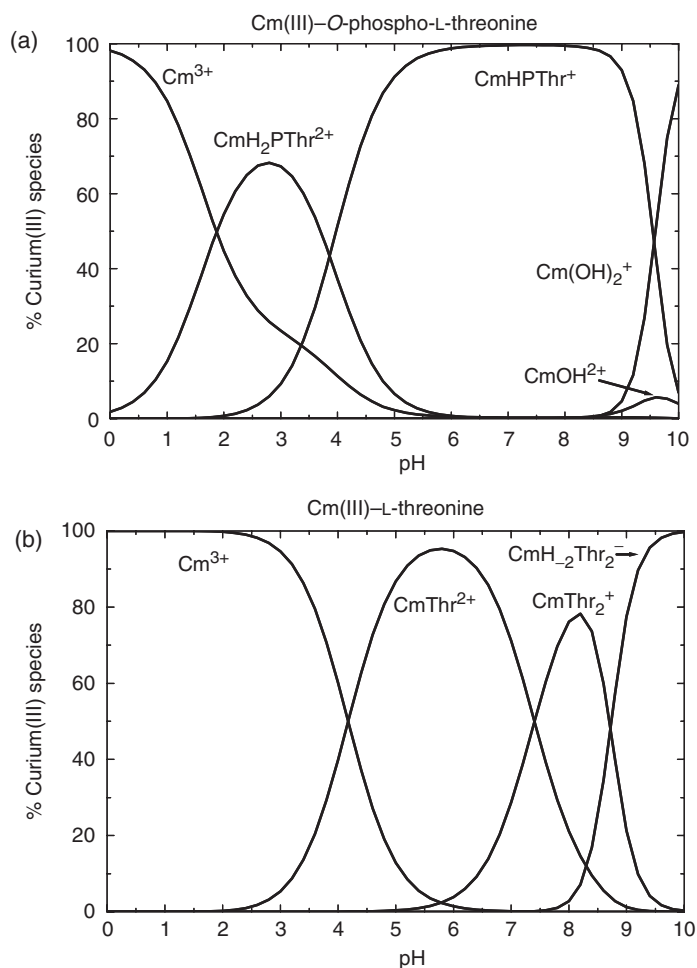 Cm(III)–O-phospho-L-threonine
(a)
100
80
60
40
20
0
% Curium(III) species
Cm³⁺
CmH₂PThr²⁺
CmHPThr⁺
Cm(OH)₂⁺
CmOH²⁺
0 1 2 3 4 5 6 7 8 9 10
pH
Cm(III)–L-threonine
(b)
100
80
60
40
20
0
% Curium(III) species
Cm³⁺
CmThr²⁺
CmThr₂⁺
CmH₋₂Thr₂⁻
0 1 2 3 4 5 6 7 8 9 10
pH